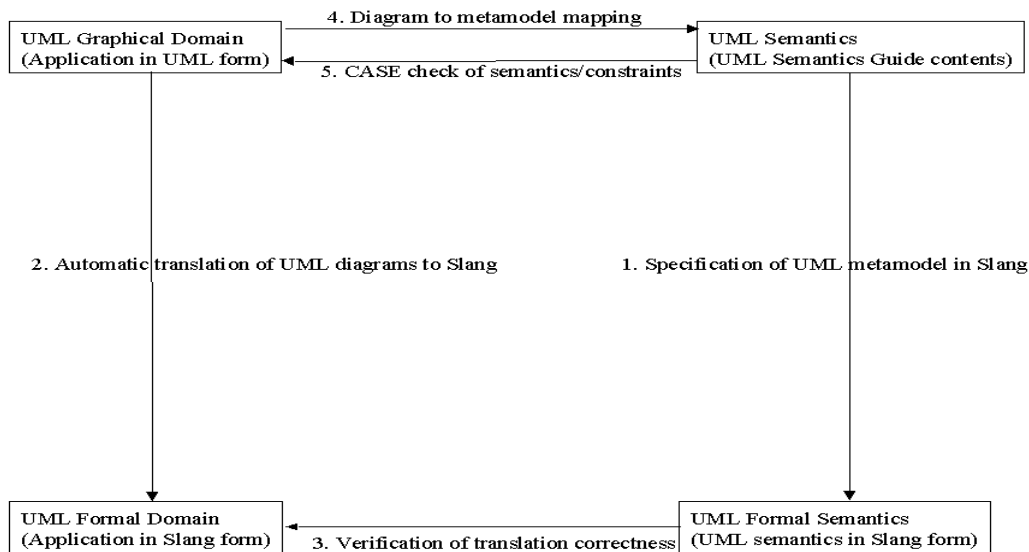 4. Diagram to metamodel mapping
UML Graphical Domain
(Application in UML form)
UML Semantics
(UML Semantics Guide contents)
5. CASE check of semantics/constraints
2. Automatic translation of UML diagrams to Slang
1. Specification of UML metamodel in Slang
UML Formal Domain
(Application in Slang form)
UML Formal Semantics
(UML semantics in Slang form)
3. Verification of translation correctness